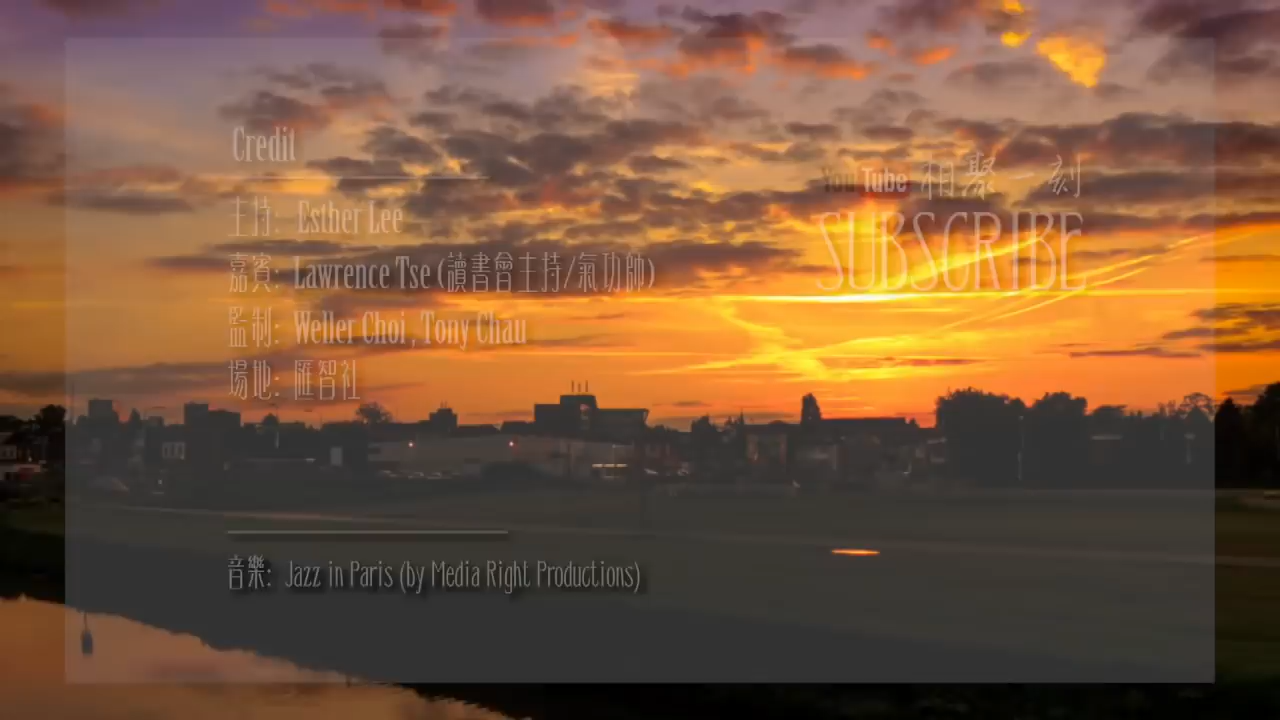 Credit
主持: Esther Lee
嘉賓: Lawrence Tse (讀書會主持/氣功師)
監制: Weller Choi , Tony Chau
場地: 匯智社
YouTube 相聚一刻
SUBSCRIBE
音樂: Jazz in Paris (by Media Right Productions)